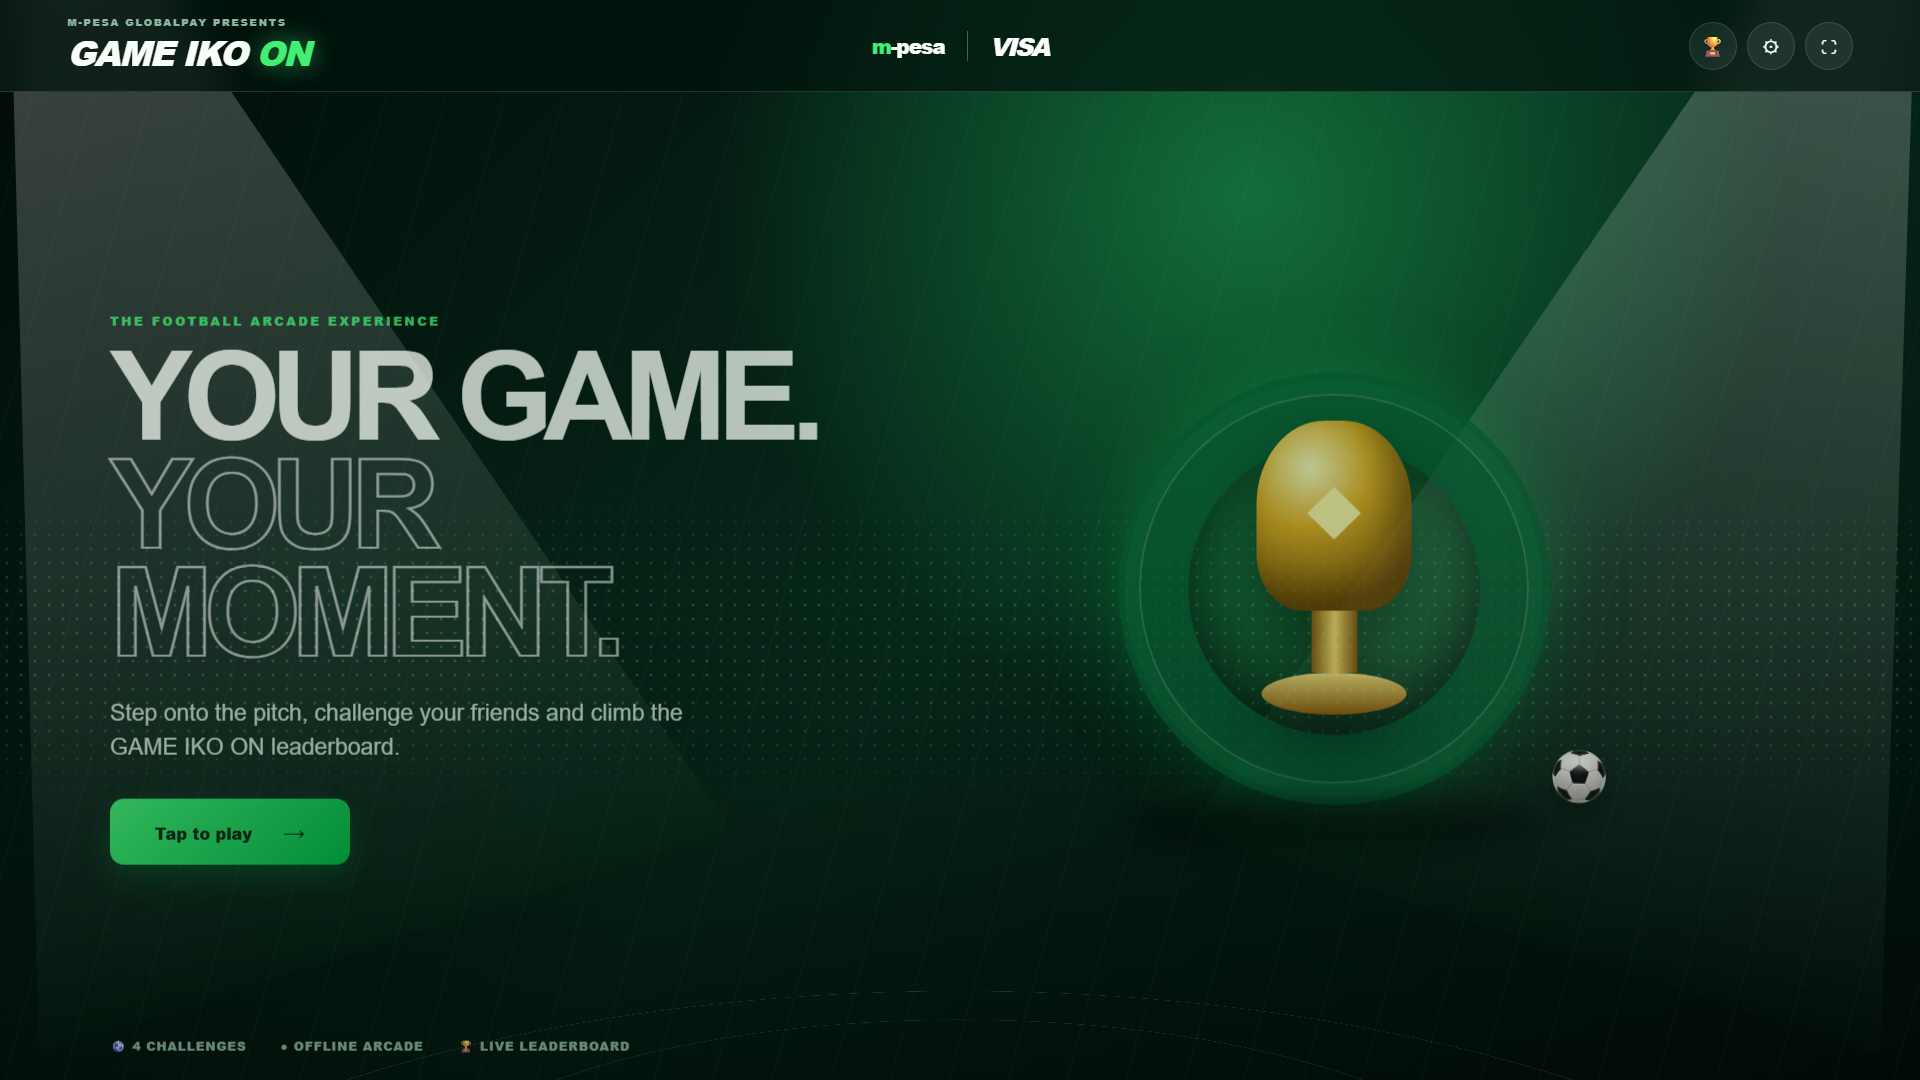 M-PESA GLOBALPAY PRESENTS
GAME IKO ON
m-pesa
VISA
THE FOOTBALL ARCADE EXPERIENCE
YOUR GAME.
YOUR
MOMENT.
Step onto the pitch, challenge your friends and climb the
GAME IKO ON leaderboard.
Tap to play →
4 CHALLENGES
• OFFLINE ARCADE
LIVE LEADERBOARD